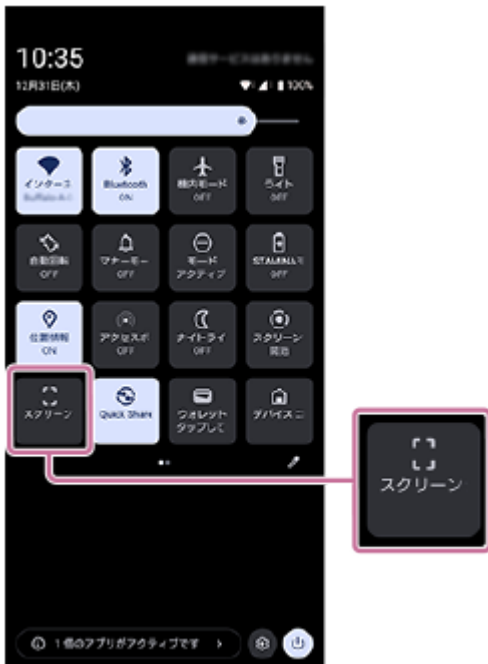 10:35
12月31日(木)
100%
インターネ
Bluetooth
ON
機内モード
OFF
ライト
OFF
自動回転
OFF
マナーモー
OFF
モード
アクティブ
STAMINAモ
OFF
位置情報
ON
アクセスポ
OFF
ナイトライ
OFF
スクリーン
開始
スクリーン
Quick Share
ウォレット
タップして
デバイスコ
スクリーン
1 個のアプリがアクティブです